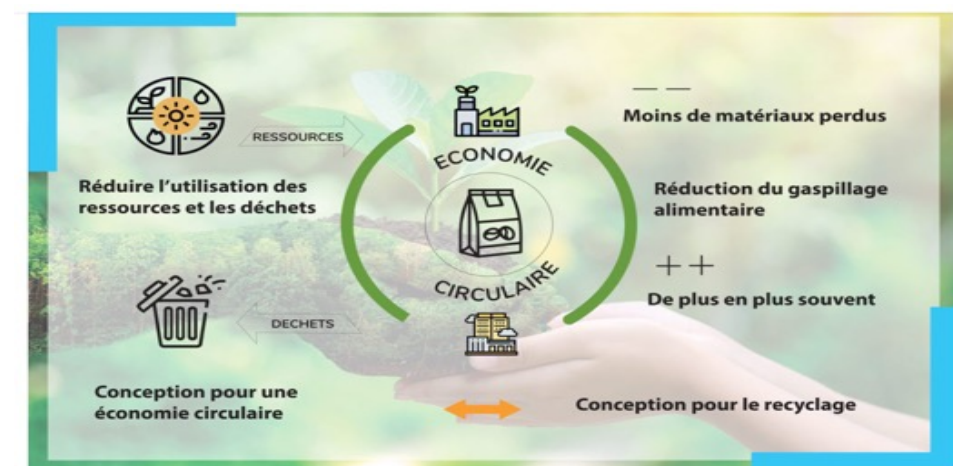 RESSOURCES
Réduire l’utilisation des
ressources et les déchets
DECHETS
Conception pour une
économie circulaire
ECONOMIE
CIRCULAIRE
— —
Moins de matériaux perdus
Réduction du gaspillage
alimentaire
++
De plus en plus souvent
Conception pour le recyclage